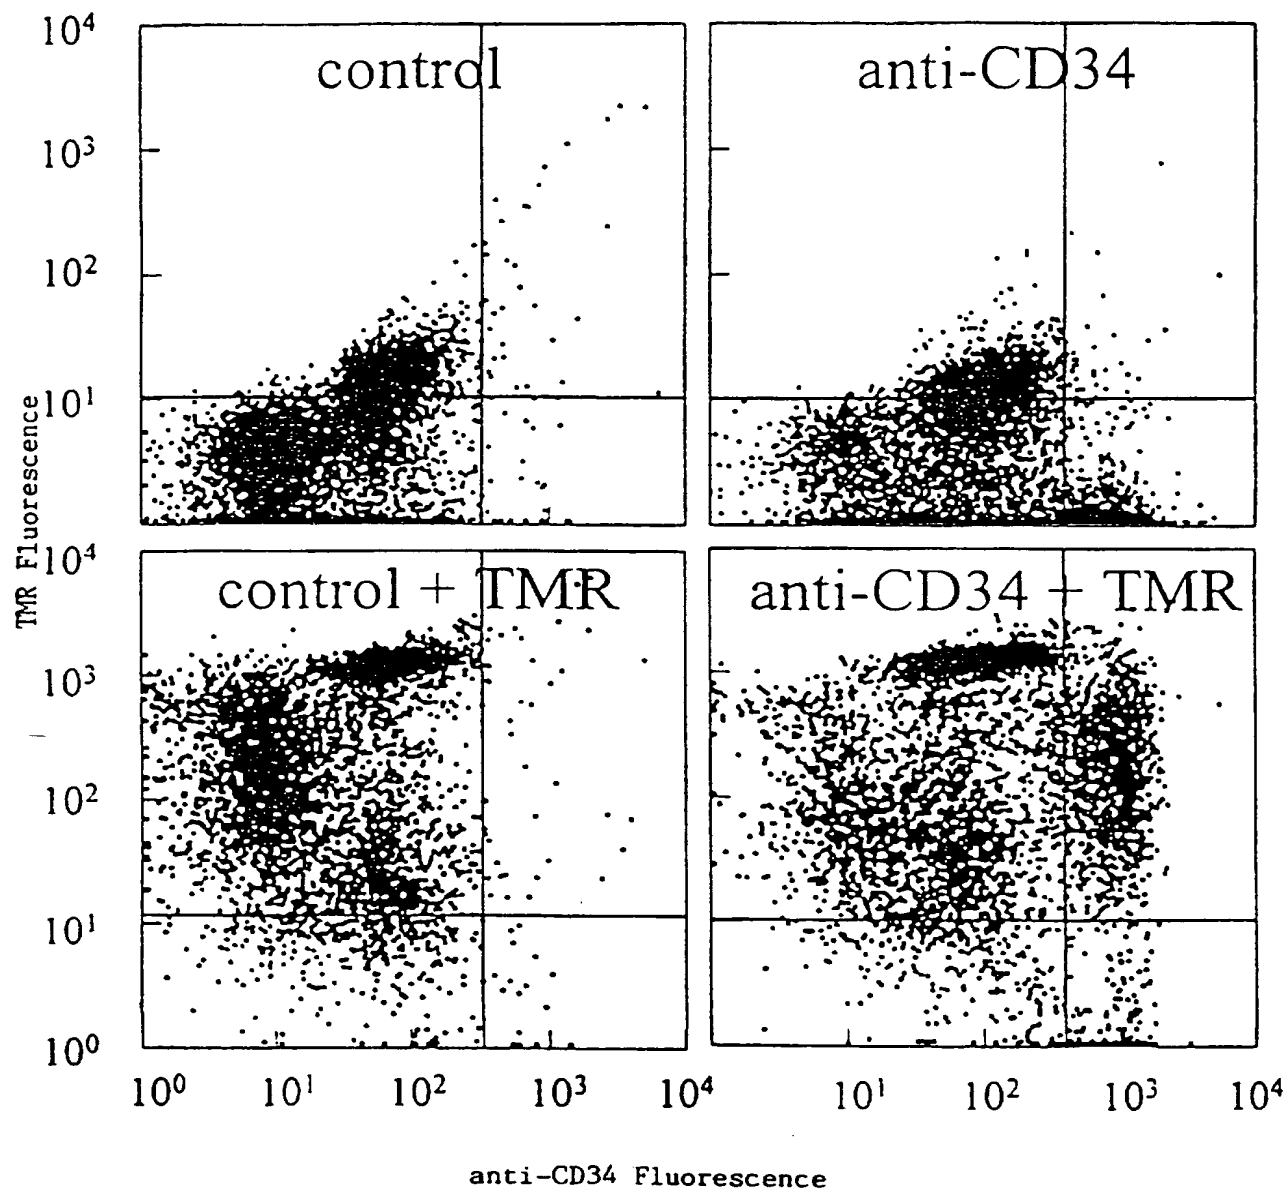 control
anti-CD34
10⁴
10³
10²
10¹
TMR Fluorescence
control + TMR
anti-CD34 + TMR
10⁴
10³
10²
10¹
10⁰
10⁰ 10¹ 10² 10³ 10⁴
10¹ 10² 10³ 10⁴
anti-CD34 Fluorescence